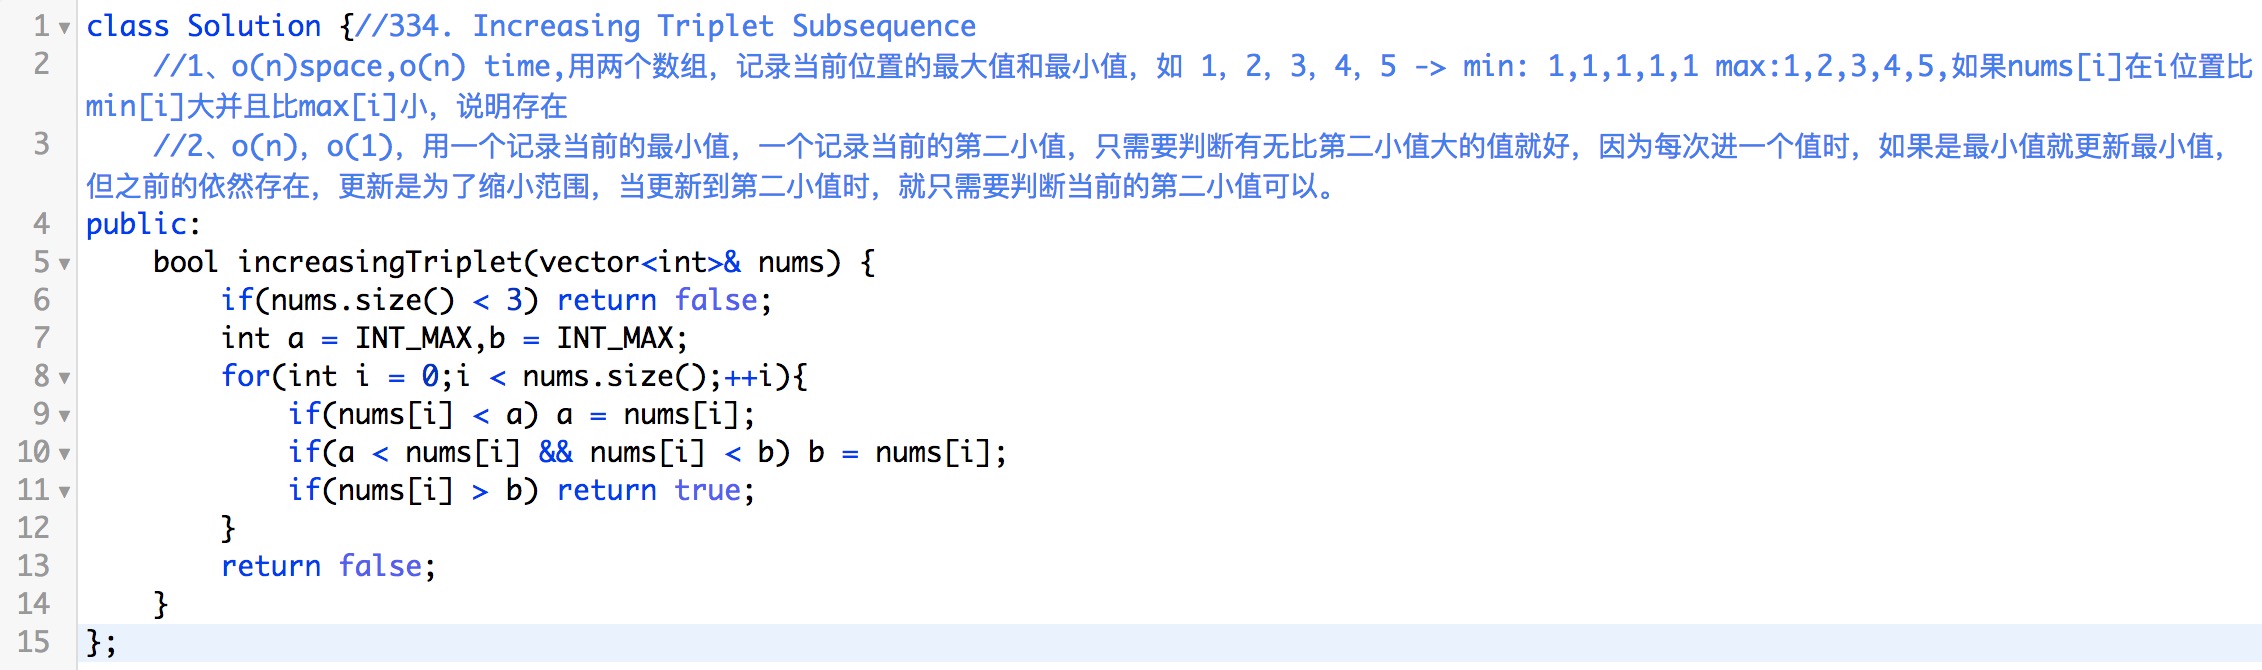 1 class Solution {//334. Increasing Triplet Subsequence
2 //1、o(n)space,o(n) time,用两个数组，记录当前位置的最大值和最小值，如 1, 2, 3, 4, 5 -> min: 1,1,1,1,1 max:1,2,3,4,5,如果nums[i]在i位置比
min[i]大并且比max[i]小，说明存在
3 //2、o(n)，o(1)，用一个记录当前的最小值，一个记录当前的第二小值，只需要判断有无比第二小值大的值就好，因为每次进一个值时，如果是最小值就更新最小值，
但之前的依然存在，更新是为了缩小范围，当更新到第二小值时，就只需要判断当前的第二小值可以。
4 public:
5 bool increasingTriplet(vector<int>& nums) {
6 if(nums.size() < 3) return false;
7 int a = INT_MAX,b = INT_MAX;
8 for(int i = 0;i < nums.size();++i){
9 if(nums[i] < a) a = nums[i];
10 if(a < nums[i] && nums[i] < b) b = nums[i];
11 if(nums[i] > b) return true;
12 }
13 return false;
14 }
15 };